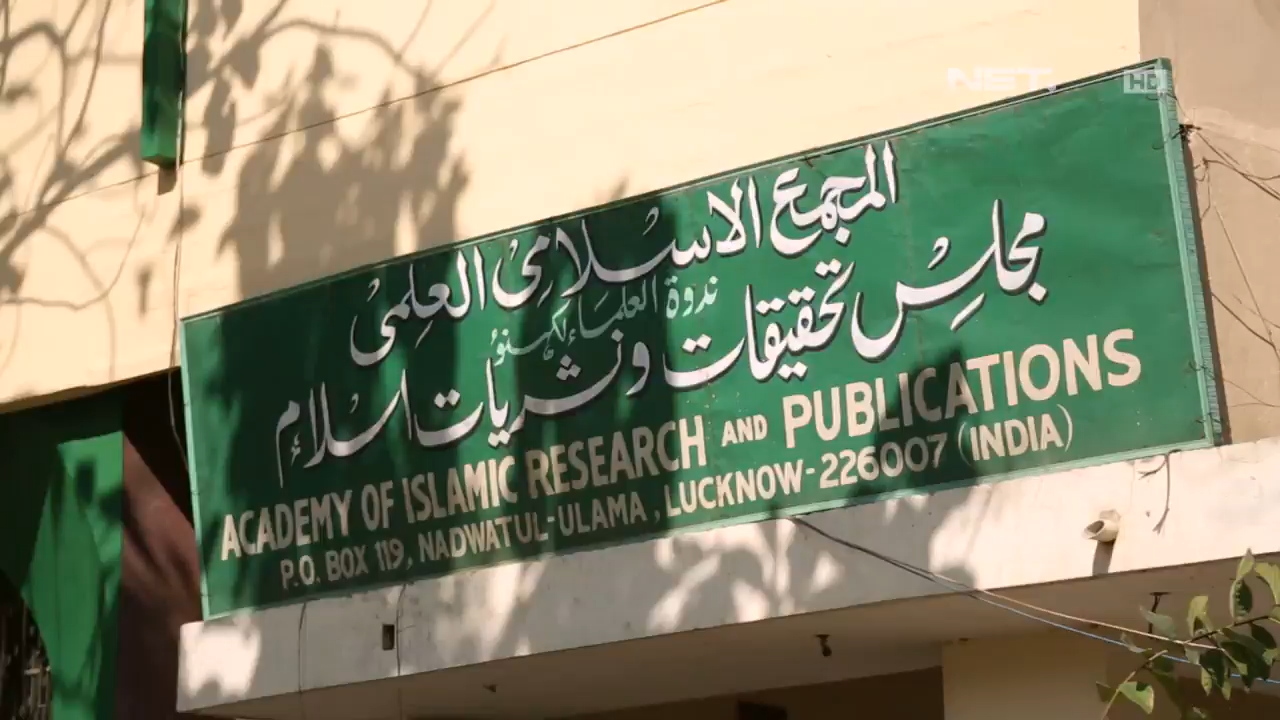 NET.
HD
المجمع الاسلامی العلمی
ندوة العلماء لکھنؤ
مجلس تحقیقات ونشریات اسلام
ACADEMY OF ISLAMIC RESEARCH AND PUBLICATIONS
P.O. BOX 119, NADWATUL-ULAMA, LUCKNOW-226007 (INDIA)